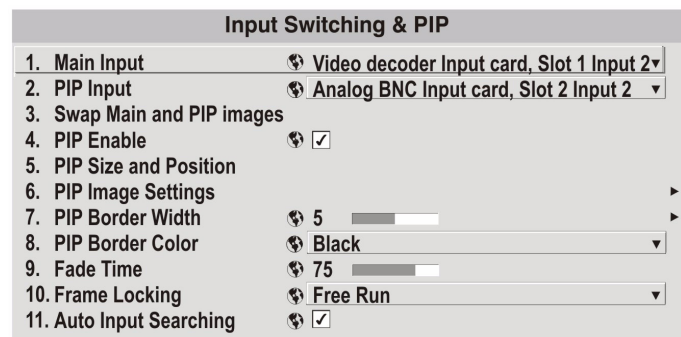 Input Switching & PIP
1. Main Input Video decoder Input card, Slot 1 Input 2
2. PIP Input Analog BNC Input card, Slot 2 Input 2
3. Swap Main and PIP images
4. PIP Enable
5. PIP Size and Position
6. PIP Image Settings
7. PIP Border Width 5
8. PIP Border Color Black
9. Fade Time 75
10. Frame Locking Free Run
11. Auto Input Searching